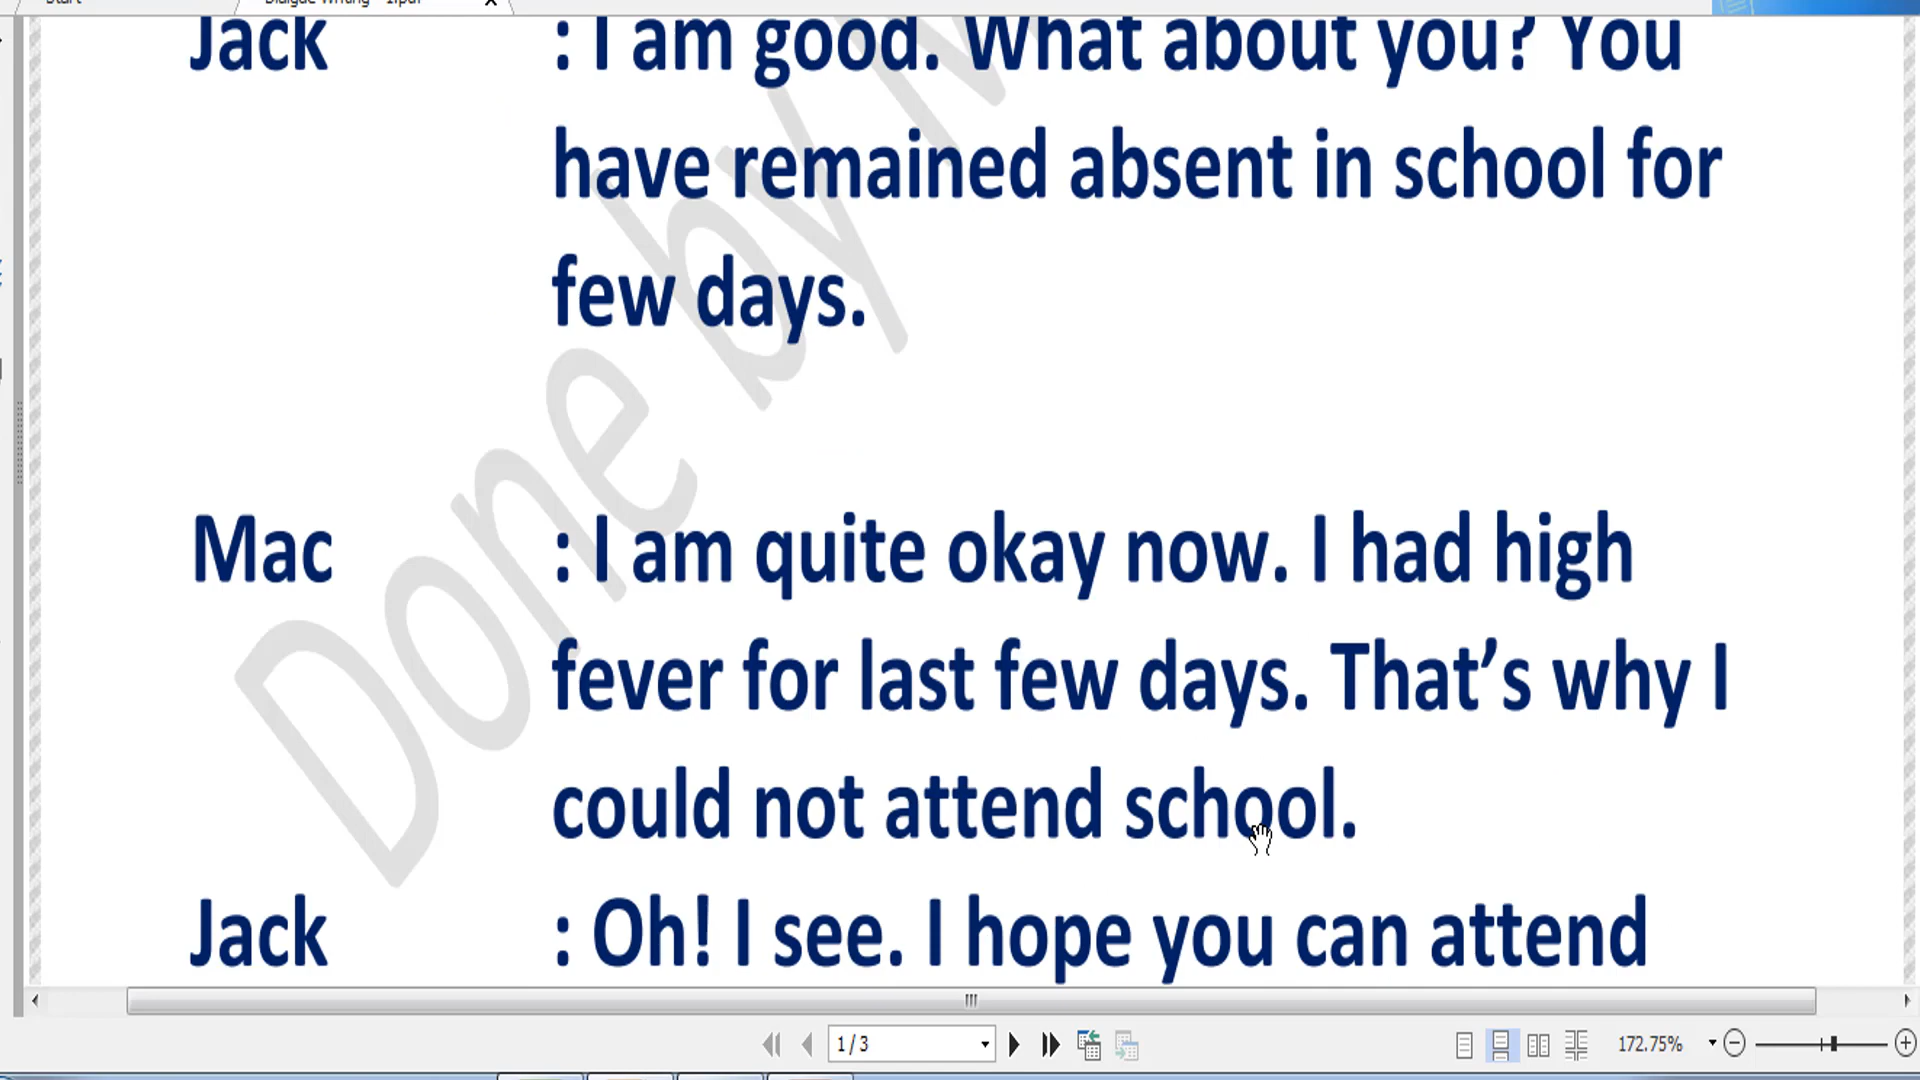 Jack : I am good. What about you? You
have remained absent in school for
few days.
Mac : I am quite okay now. I had high
fever for last few days. That’s why I
could not attend school.
Jack : Oh! I see. I hope you can attend
Done by
1 / 3
172.75%